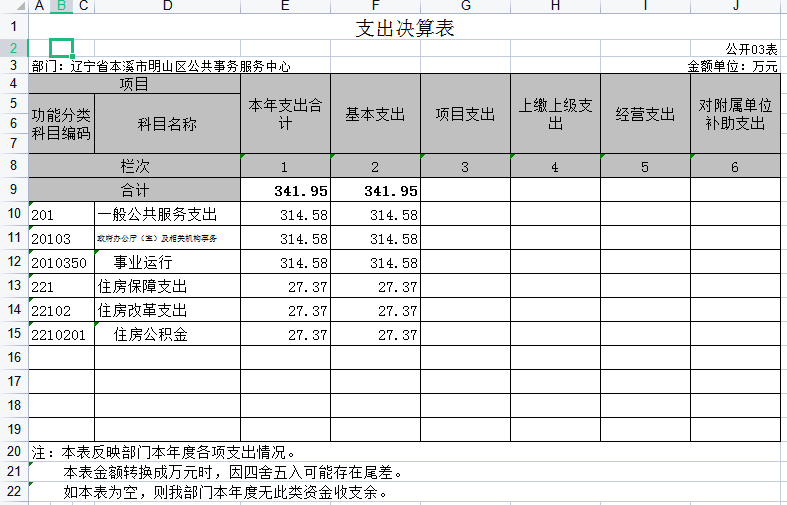 A B C D E F G H I J
1 支出决算表
2 公开03表
3 部门：辽宁省本溪市明山区公共事务服务中心 金额单位：万元
4 项目
5 功能分类科目编码 科目名称 本年支出合计 基本支出 项目支出 上缴上级支出 经营支出 对附属单位补助支出
6
7
8 栏次 1 2 3 4 5 6
9 合计 341.95 341.95
10 201 一般公共服务支出 314.58 314.58
11 20103 政府办公厅（室）及相关机构事务 314.58 314.58
12 2010350 事业运行 314.58 314.58
13 221 住房保障支出 27.37 27.37
14 22102 住房改革支出 27.37 27.37
15 2210201 住房公积金 27.37 27.37
16
17
18
19
20 注：本表反映部门本年度各项支出情况。
21 本表金额转换成万元时，因四舍五入可能存在尾差。
22 如本表为空，则我部门本年度无此类资金收支余。